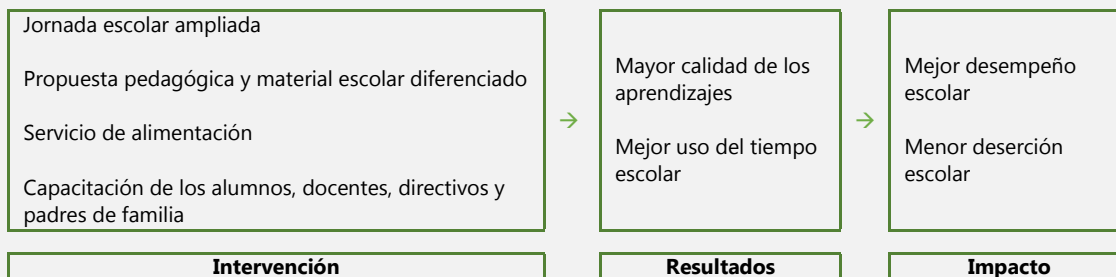 Jornada escolar ampliada
Propuesta pedagógica y material escolar diferenciado
Servicio de alimentación
Capacitación de los alumnos, docentes, directivos y
padres de familia
→
Mayor calidad de los
aprendizajes
Mejor uso del tiempo
escolar
→
Mejor desempeño
escolar
Menor deserción
escolar
Intervención
Resultados
Impacto